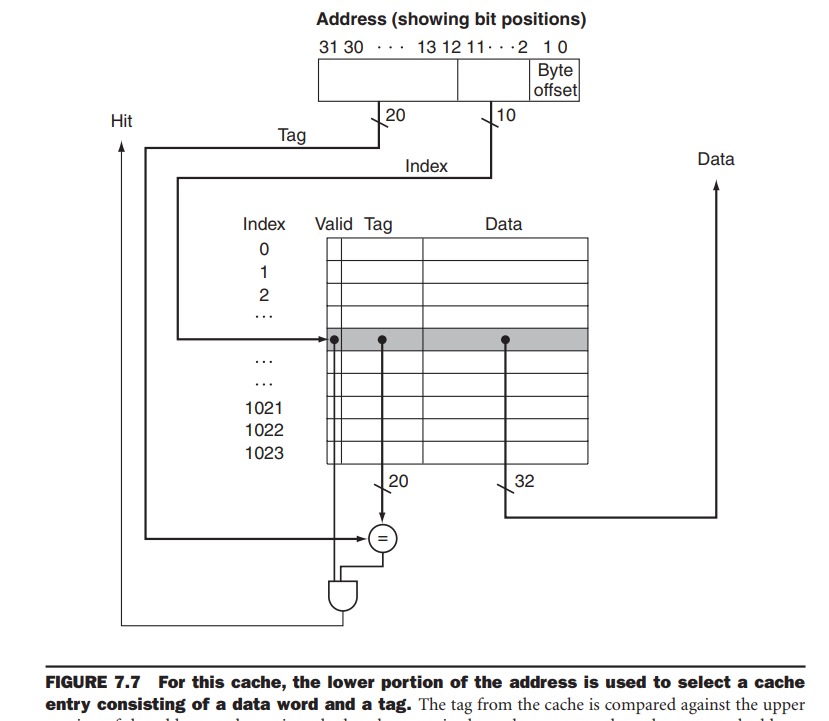 Address (showing bit positions)
31 30 · · · 13 12 11 · · · 2 1 0
Byte
offset
20
10
Hit
Tag
Index
Data
Index Valid Tag Data
0
1
2
· · ·
· · ·
· · ·
1021
1022
1023
20
32
=
FIGURE 7.7 For this cache, the lower portion of the address is used to select a cache
entry consisting of a data word and a tag. The tag from the cache is compared against the upper